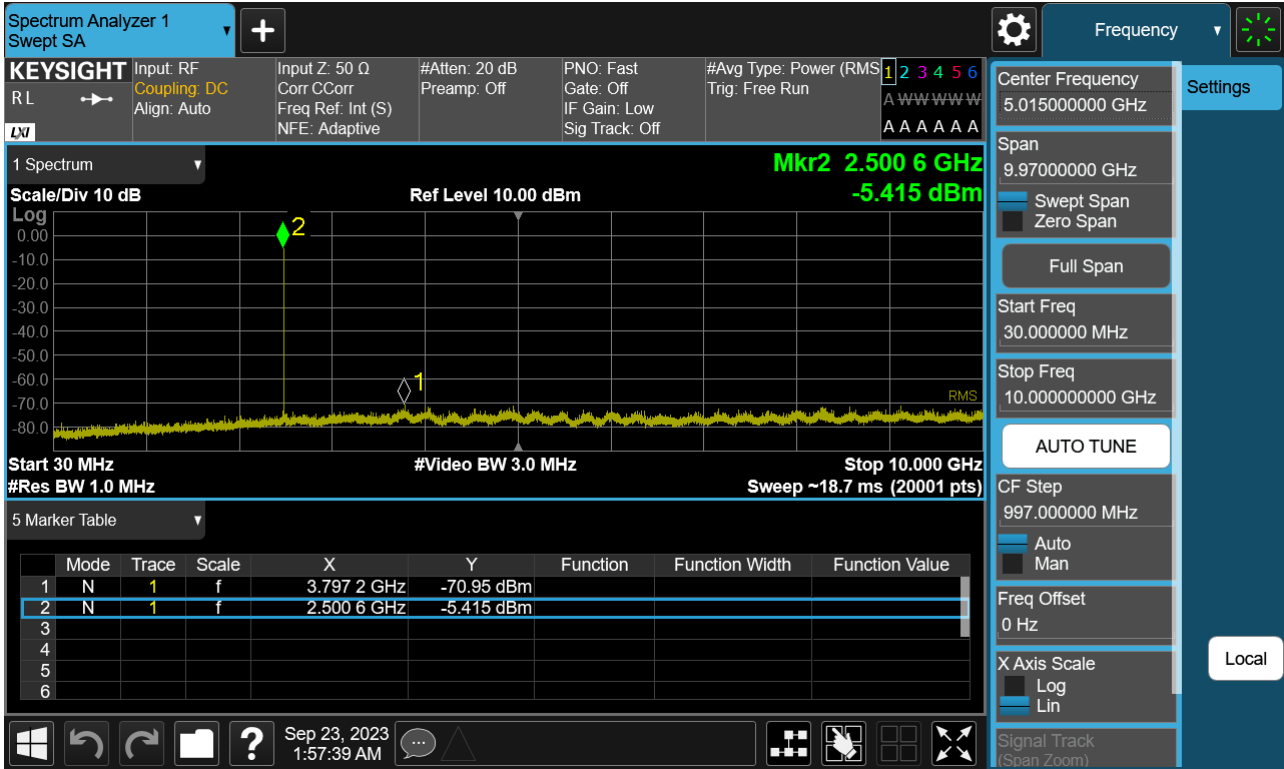 Spectrum Analyzer 1
Swept SA
Frequency
KEYSIGHT
R L
LXI
Input: RF
Coupling: DC
Align: Auto
Input Z: 50 Ω
Corr CCorr
Freq Ref: Int (S)
NFE: Adaptive
#Atten: 20 dB
Preamp: Off
PNO: Fast
Gate: Off
IF Gain: Low
Sig Track: Off
#Avg Type: Power (RMS
Trig: Free Run
1 2 3 4 5 6
A W W W W W
A A A A A A
1 Spectrum
Mkr2 2.500 6 GHz
Scale/Div 10 dB
Ref Level 10.00 dBm
-5.415 dBm
Log
0.00
-10.0
-20.0
-30.0
-40.0
-50.0
-60.0
-70.0
-80.0
2
1
RMS
Start 30 MHz
#Video BW 3.0 MHz
Stop 10.000 GHz
#Res BW 1.0 MHz
Sweep ~18.7 ms (20001 pts)
5 Marker Table
Mode Trace Scale X Y Function Function Width Function Value
1 N 1 f 3.797 2 GHz -70.95 dBm
2 N 1 f 2.500 6 GHz -5.415 dBm
3
4
5
6
Sep 23, 2023
1:57:39 AM
Center Frequency
5.015000000 GHz
Settings
Span
9.97000000 GHz
Swept Span
Zero Span
Full Span
Start Freq
30.000000 MHz
Stop Freq
10.000000000 GHz
AUTO TUNE
CF Step
997.000000 MHz
Auto
Man
Freq Offset
0 Hz
X Axis Scale
Log
Lin
Signal Track
(Span Zoom)
Local